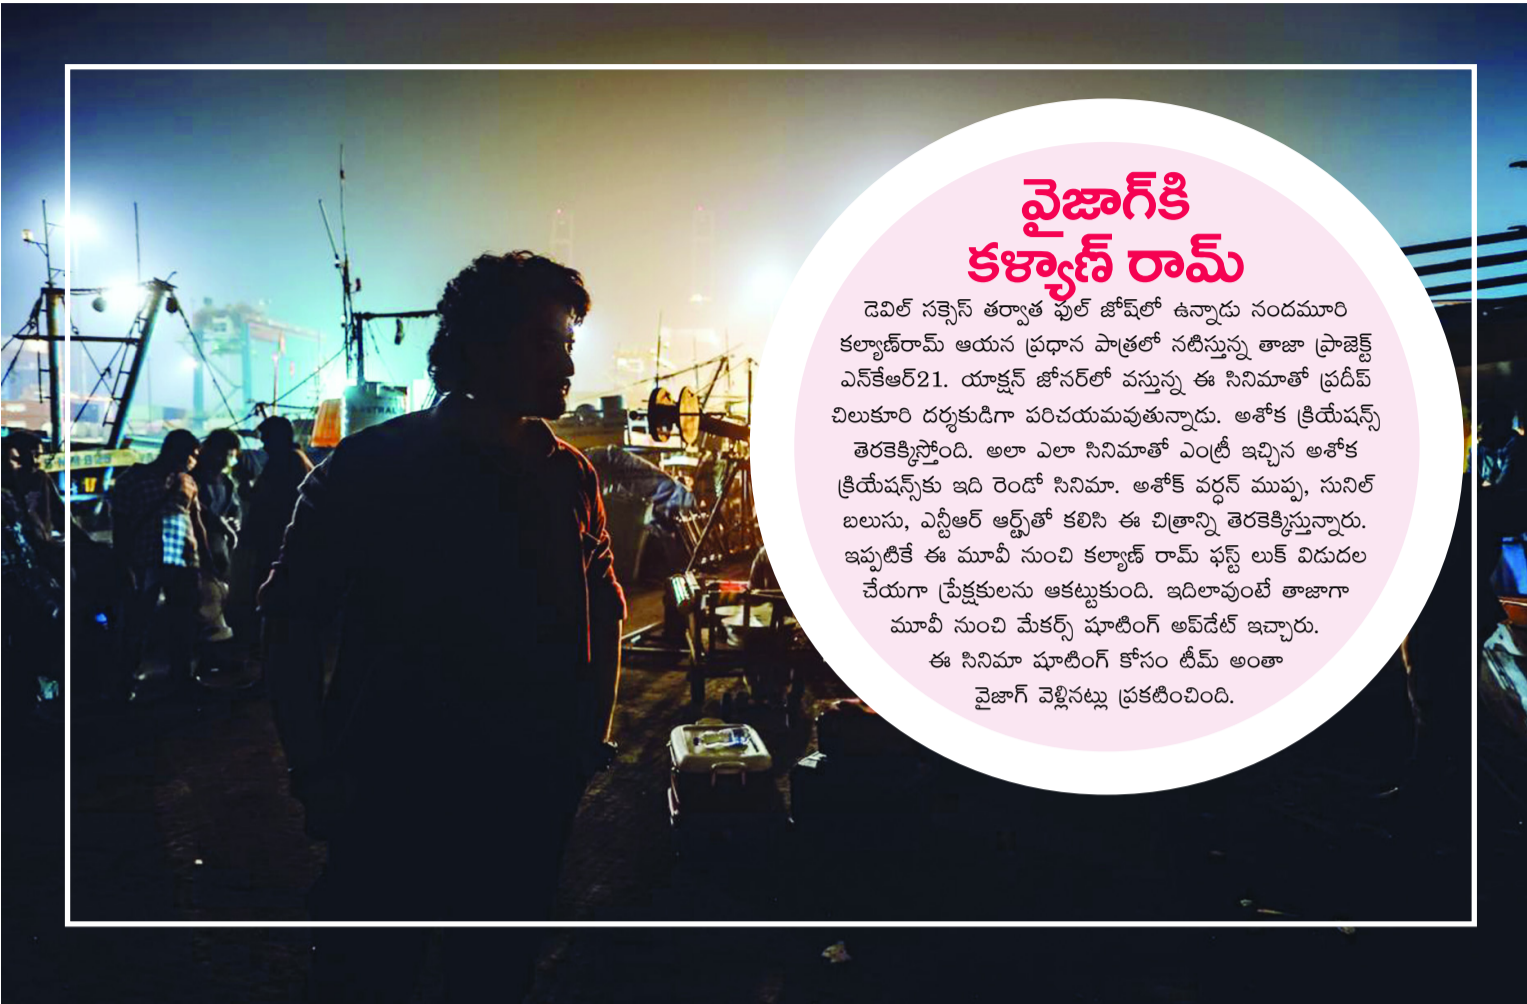 వైజాగ్‌కి
కళ్యాణ్ రామ్
డెవిల్ సక్సెస్ తర్వాత ఫుల్ జోష్‌లో ఉన్నాడు నందమూరి
కల్యాణ్‌రామ్ ఆయన ప్రధాన పాత్రలో నటిస్తున్న తాజా ప్రాజెక్ట్
ఎన్‌కేఆర్21. యాక్షన్ జోనర్‌లో వస్తున్న ఈ సినిమాతో ప్రదీప్
చిలుకూరి దర్శకుడిగా పరిచయమవుతున్నాడు. అశోక క్రియేషన్స్
తెరకెక్కిస్తోంది. అలా ఎలా సినిమాతో ఎంట్రీ ఇచ్చిన అశోక
క్రియేషన్స్‌కు ఇది రెండో సినిమా. అశోక్ వర్ధన్ ముప్ప, సునిల్
బలుసు, ఎన్టీఆర్ ఆర్ట్స్‌తో కలిసి ఈ చిత్రాన్ని తెరకెక్కిస్తున్నారు.
ఇప్పటికే ఈ మూవీ నుంచి కల్యాణ్ రామ్ ఫస్ట్ లుక్ విడుదల
చేయగా ప్రేక్షకులను ఆకట్టుకుంది. ఇదిలావుంటే తాజాగా
మూవీ నుంచి మేకర్స్ షూటింగ్ అప్‌డేట్ ఇచ్చారు.
ఈ సినిమా షూటింగ్ కోసం టీమ్ అంతా
వైజాగ్ వెళ్లినట్లు ప్రకటించింది.